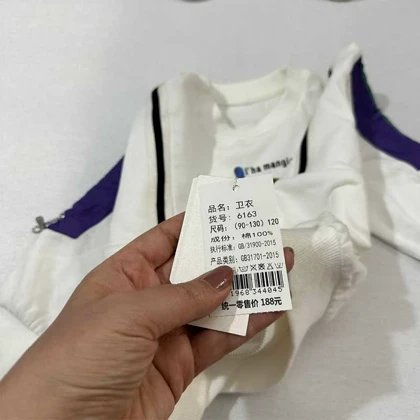 品名：卫衣
货号：6163
尺码：（90-130）120
成份：棉100%
执行标准：GB/31900-2015
产品类别：GB31701-2015
1968344045
统一零售价 188元